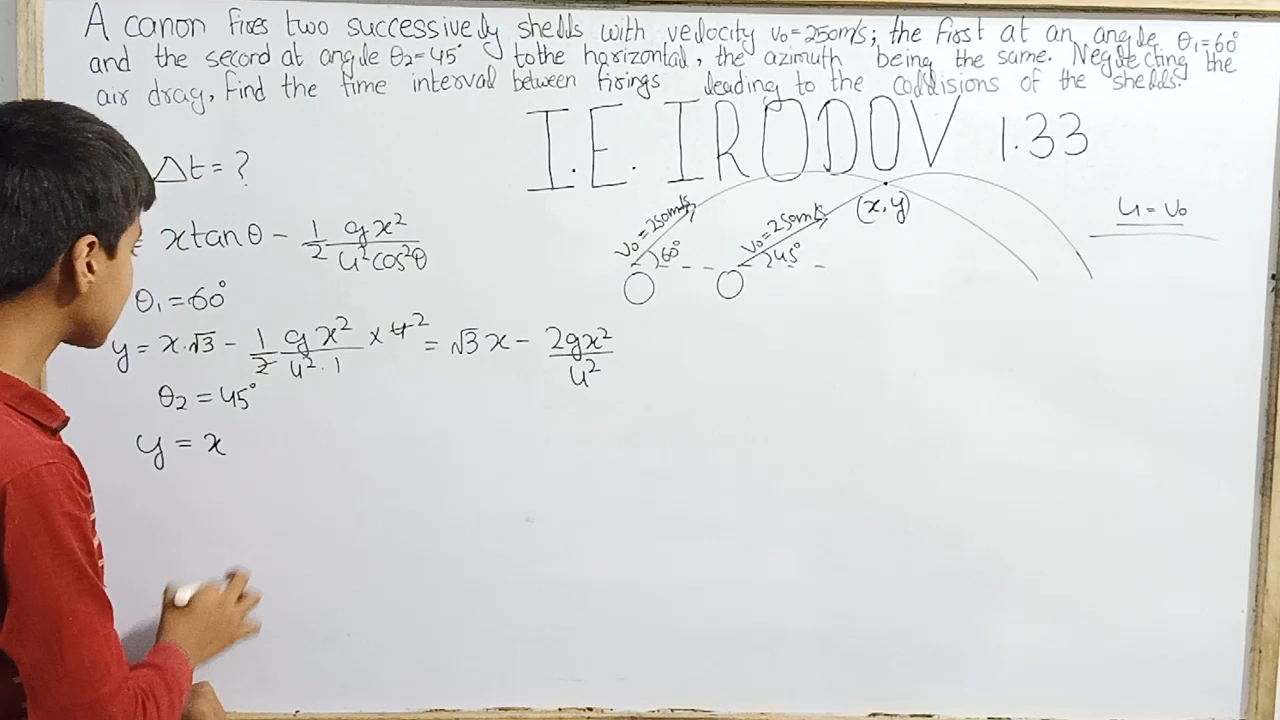 A canon fires two successively shells with velocity v₀=250m/s; the first at an angle θ₁=60°
and the second at angle θ₂=45° to the horizontal, the azimuth being the same. Neglecting the
air drag, Find the time interval between firings leading to the collisions of the shells.
I.E. IRODOV 1.33
Δt = ?
= x tanθ − 1/2 gx²/u²cos²θ
v₀=250m/s
60°
v₀=250m/s
45°
(x,y)
u = v₀
θ₁ = 60°
y = x.√3 − 1/2 gx²/u².1 × 4² = √3x − 2gx²/u²
θ₂ = 45°
y = x